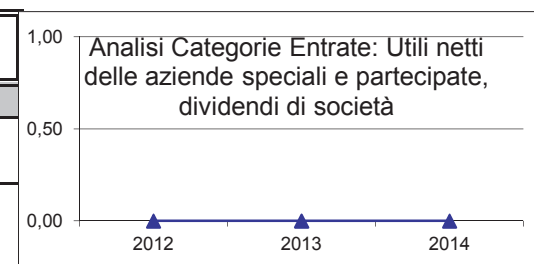 Analisi Categorie Entrate: Utili netti
delle aziende speciali e partecipate,
dividendi di società
1,00
0,50
0,00
2012 2013 2014